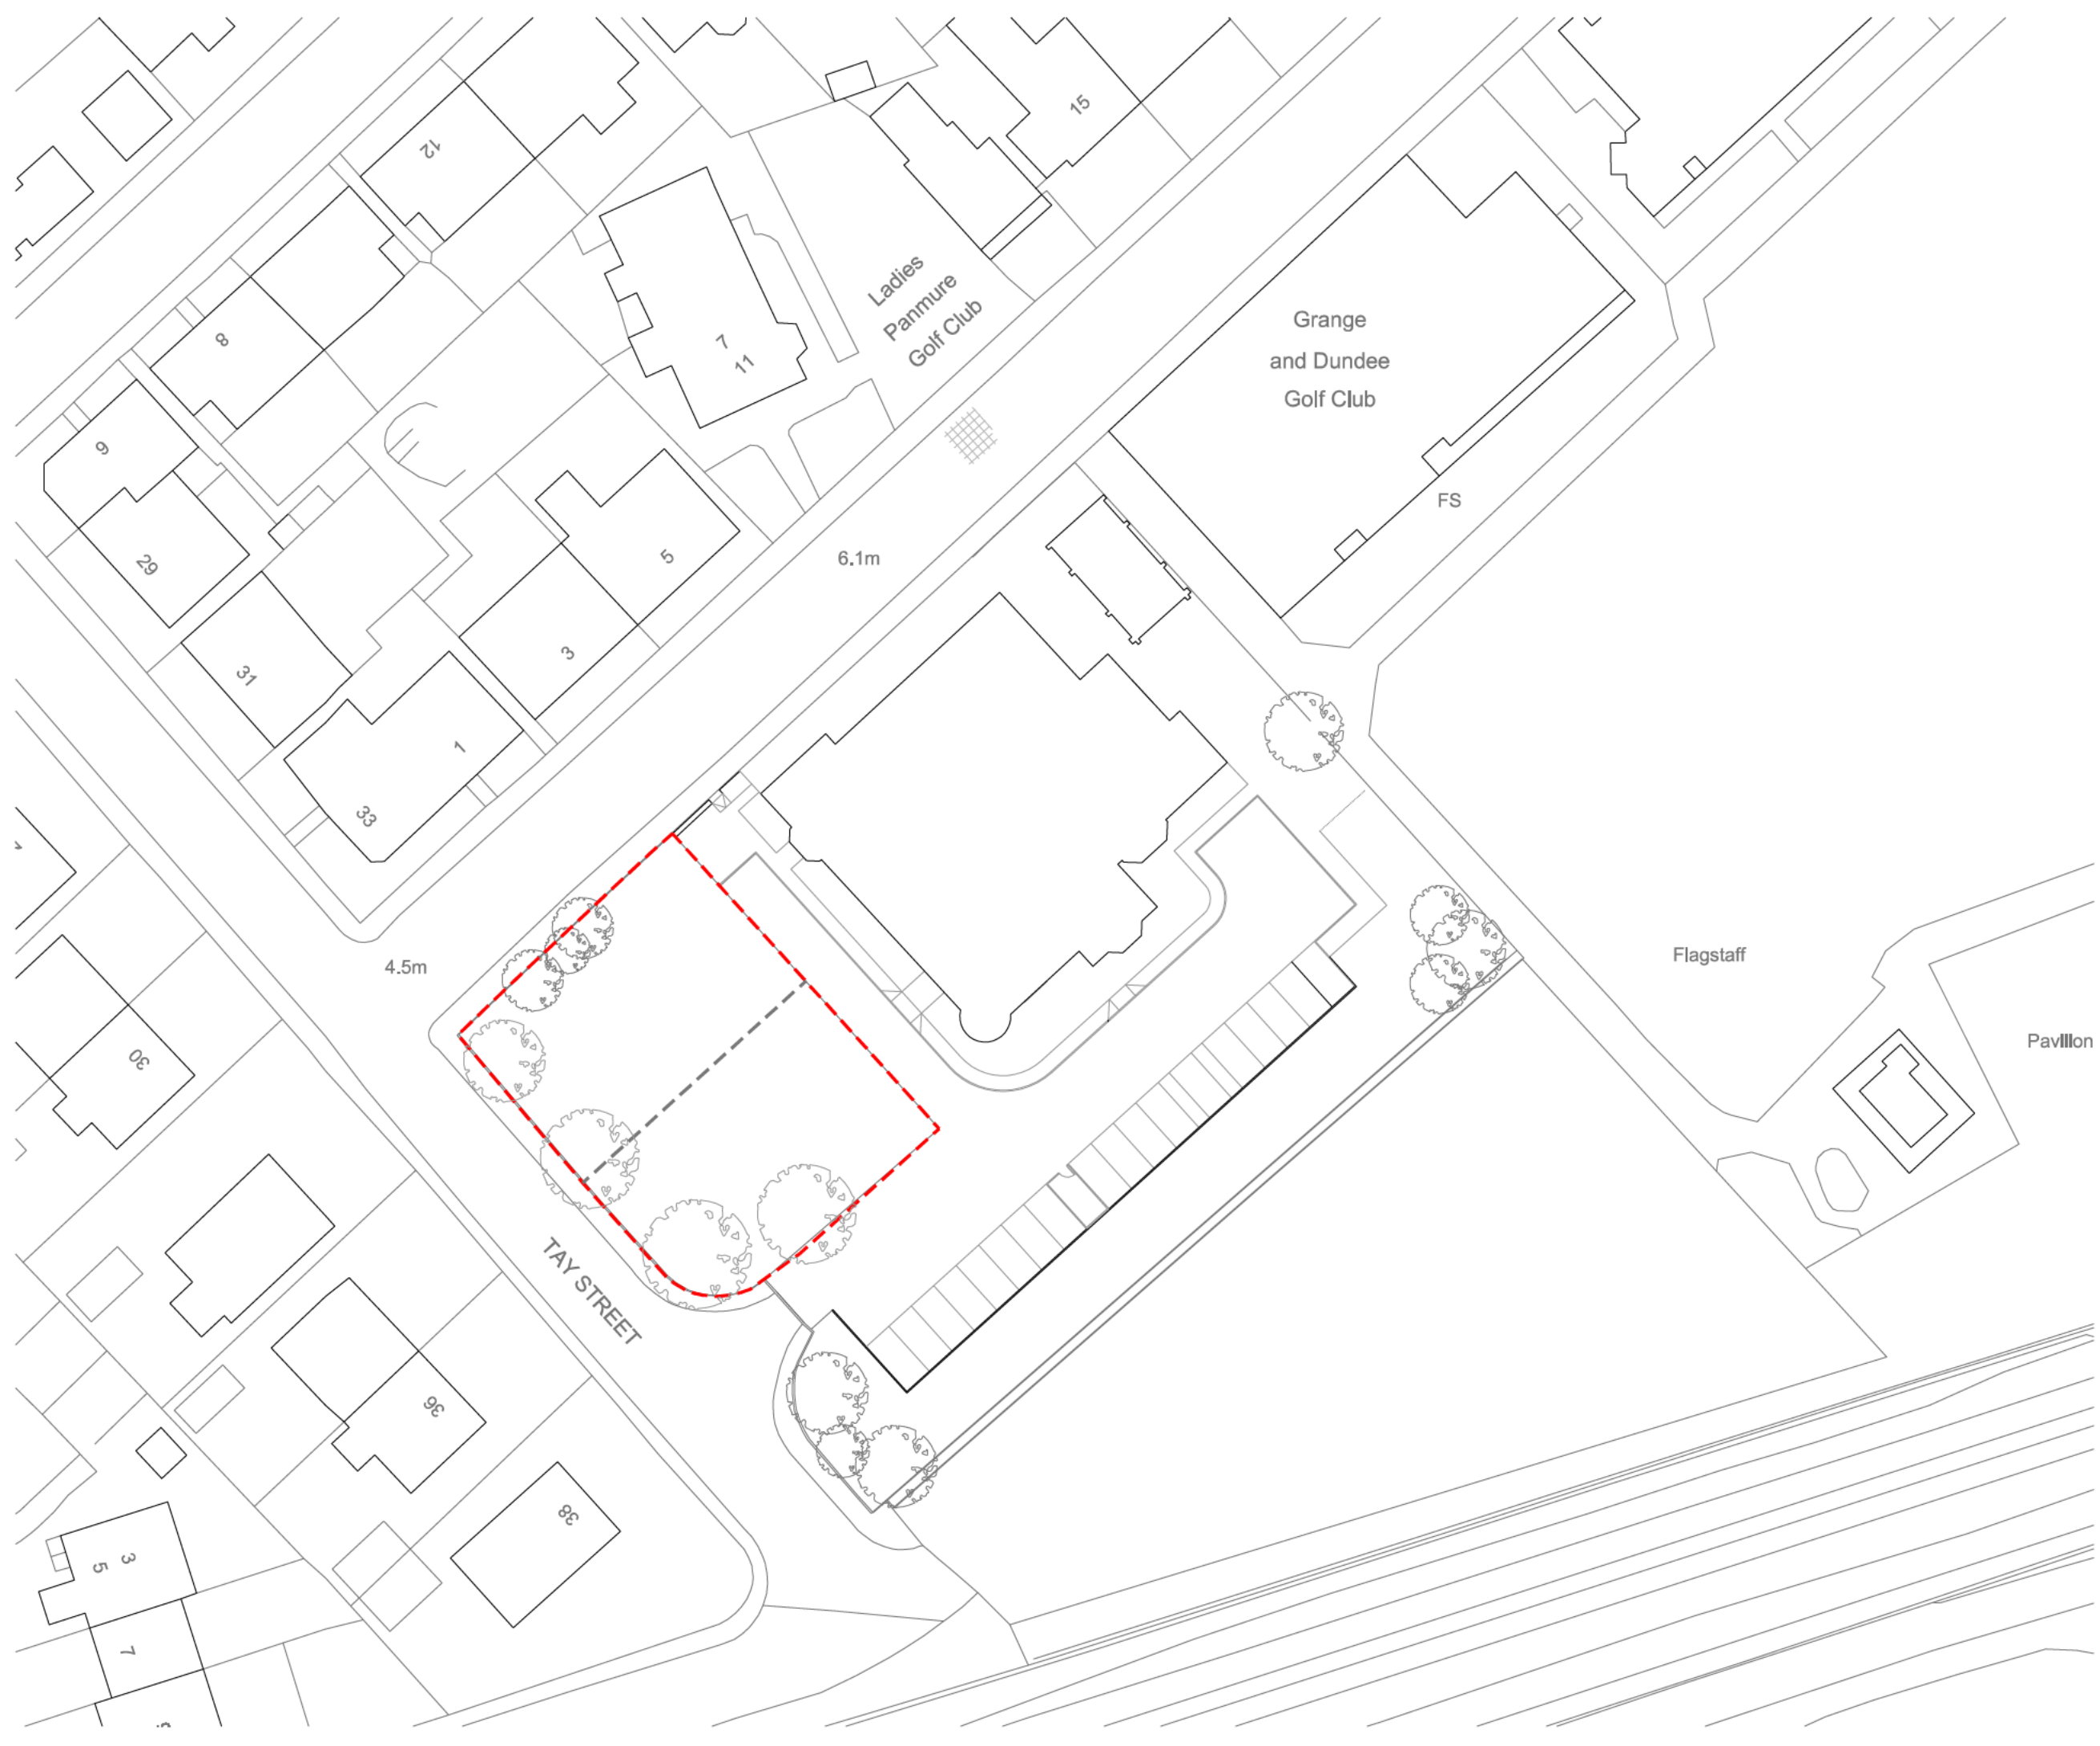 12
15
Ladies
Panmure
Golf Club
Grange
and Dundee
Golf Club
8
7
11
9
FS
29
5
6.1m
3
31
1
33
4.5m
Flagstaff
Pavilion
30
TAY STREET
36
38
3
5
7